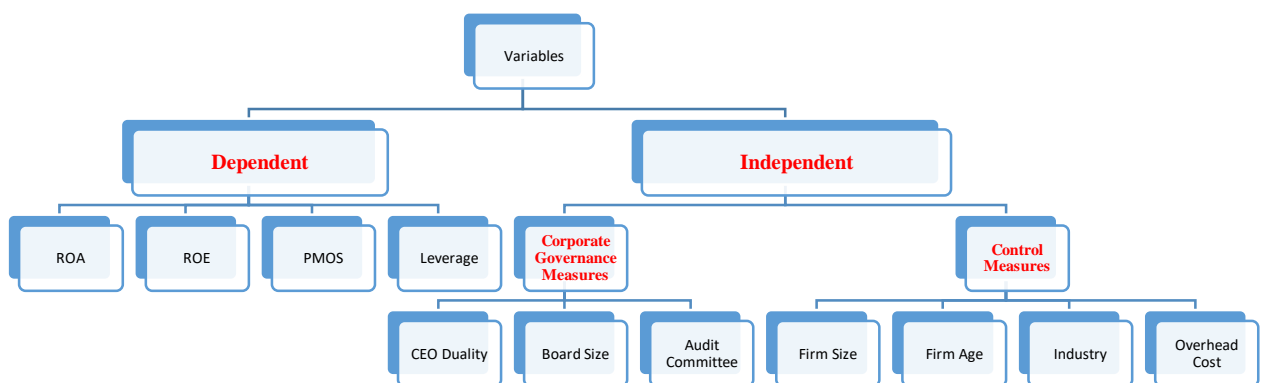 Variables
Dependent
Independent
ROA
ROE
PMOS
Leverage
Corporate
Governance
Measures
Control
Measures
CEO Duality
Board Size
Audit
Committee
Firm Size
Firm Age
Industry
Overhead
Cost